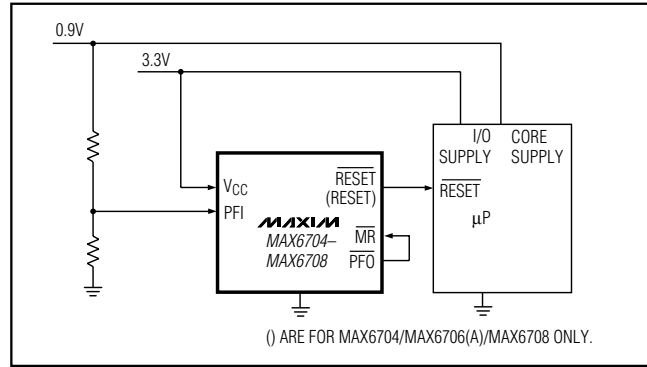 0.9V
3.3V
I/O SUPPLY
CORE SUPPLY
VCC
PFI
RESET
(RESET)
MAXIM
MAX6704–
MAX6708
MR
PFO
RESET
μP
() ARE FOR MAX6704/MAX6706(A)/MAX6708 ONLY.